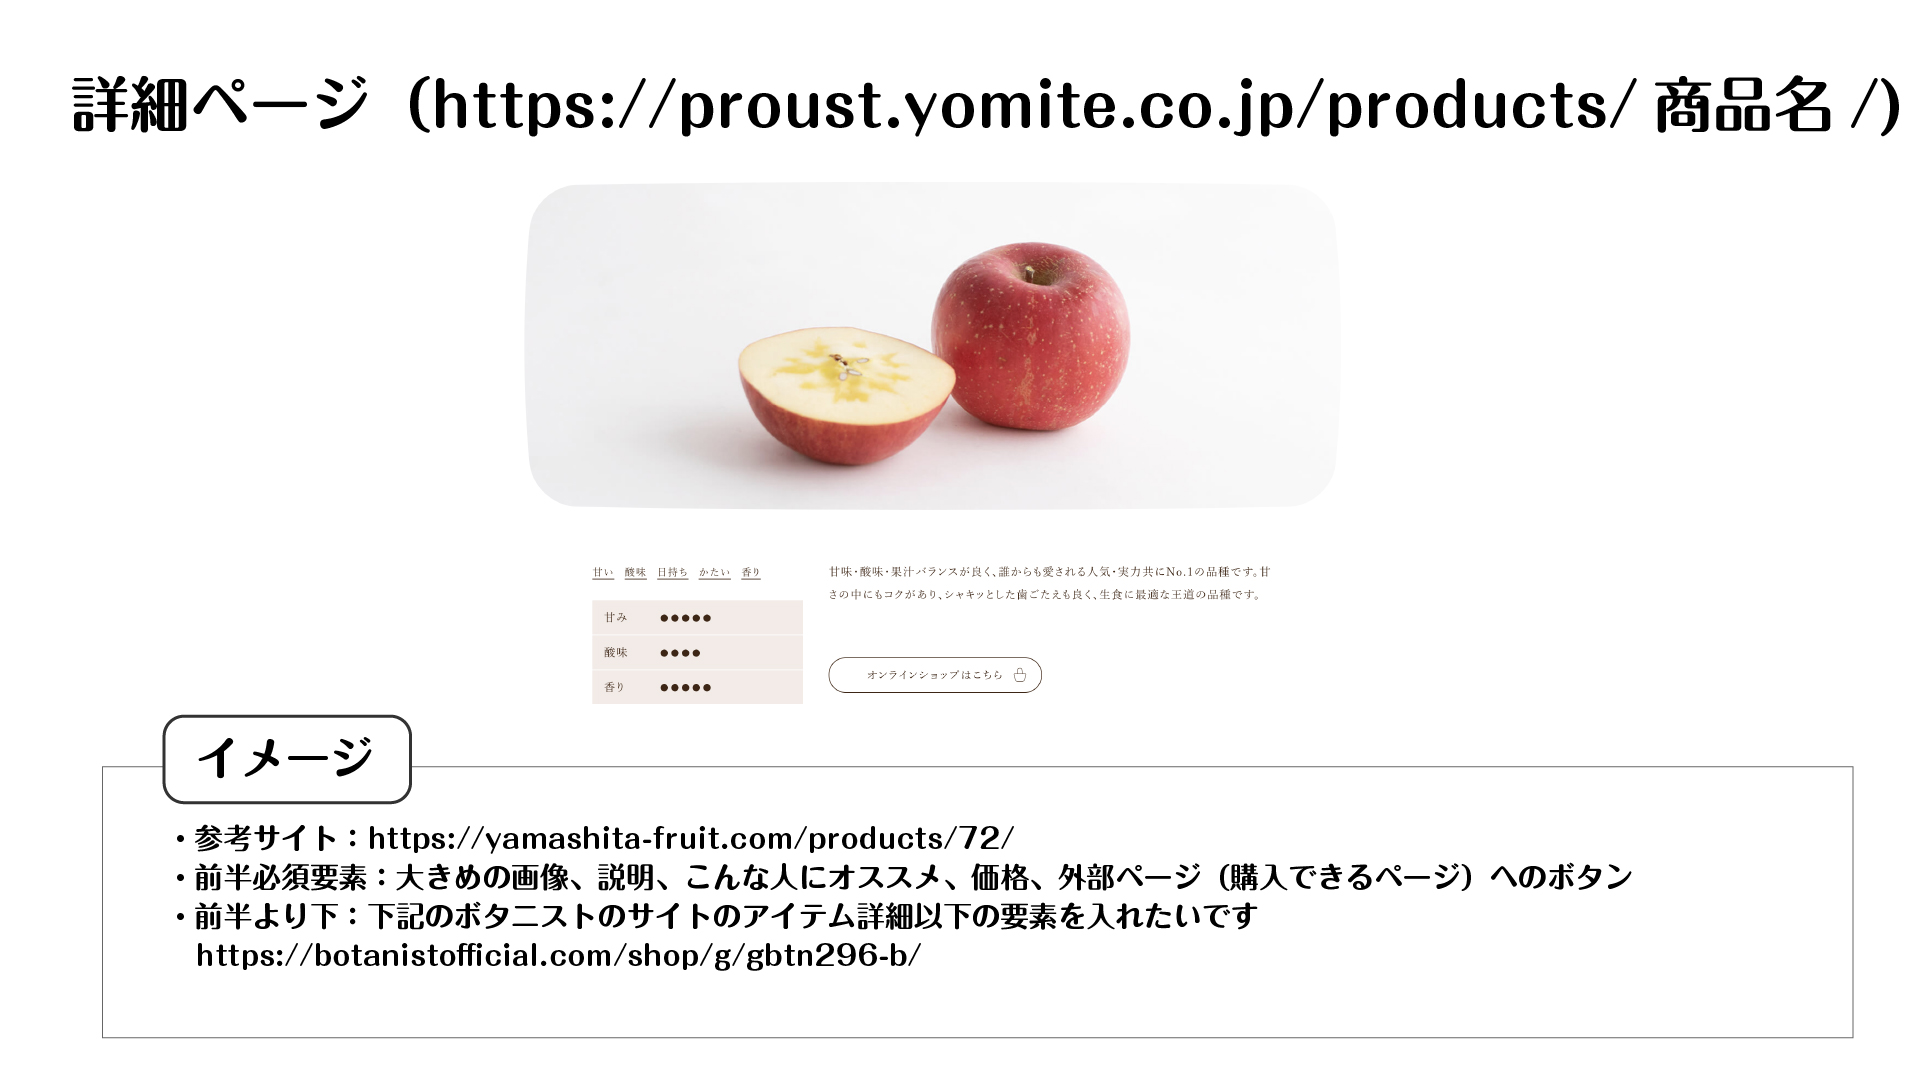 詳細ページ（https://proust.yomite.co.jp/products/ 商品名 /)
甘い 酸味 日持ち かたい 香り
甘み ●●●●●
酸味 ●●●●
香り ●●●●●
甘味・酸味・果汁バランスが良く、誰からも愛される人気・実力共にNo.1の品種です。甘
さの中にもコクがあり、シャキッとした歯ごたえも良く、生食に最適な王道の品種です。
オンラインショップはこちら
イメージ
・参考サイト：https://yamashita-fruit.com/products/72/
・前半必須要素：大きめの画像、説明、こんな人にオススメ、価格、外部ページ（購入できるページ）へのボタン
・前半より下：下記のボタニストのサイトのアイテム詳細以下の要素を入れたいです
https://botanistofficial.com/shop/g/gbtn296-b/